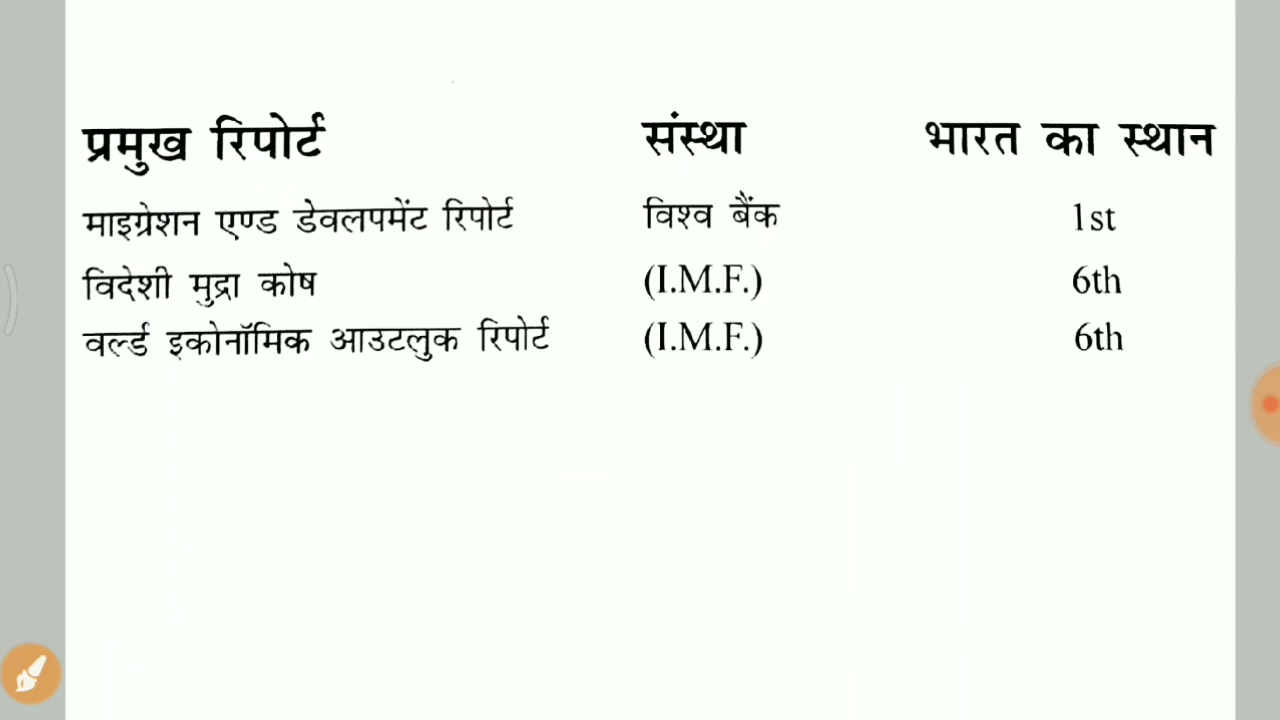 प्रमुख रिपोर्ट संस्था भारत का स्थान
माइग्रेशन एण्ड डेवलपमेंट रिपोर्ट विश्व बैंक 1st
विदेशी मुद्रा कोष (I.M.F.) 6th
वर्ल्ड इकोनॉमिक आउटलुक रिपोर्ट (I.M.F.) 6th